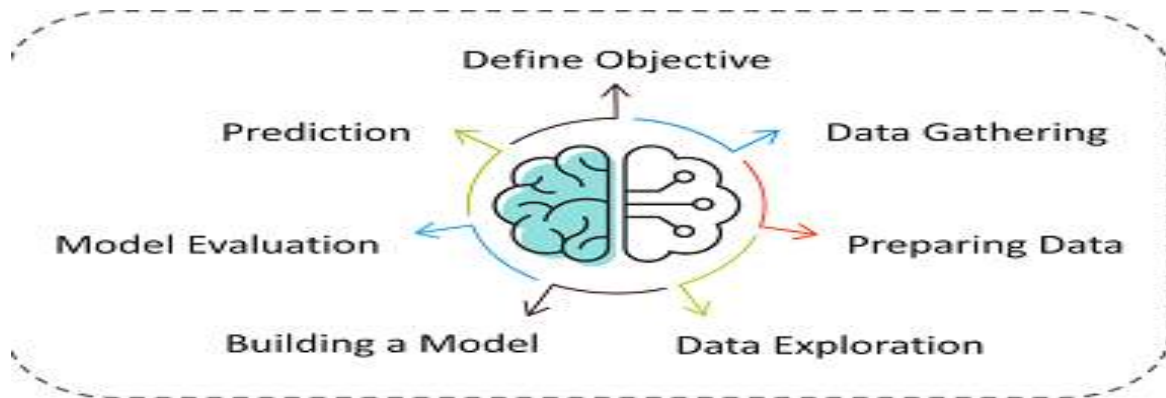 Define Objective
Prediction
Data Gathering
Model Evaluation
Preparing Data
Building a Model
Data Exploration